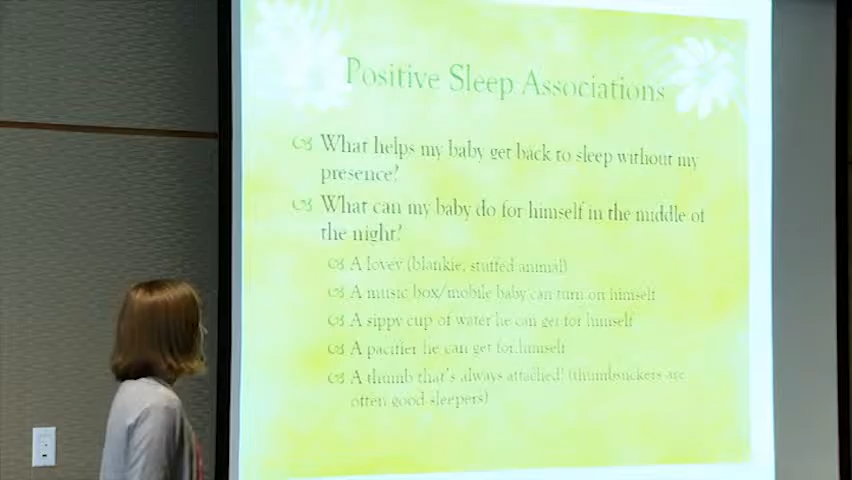 Positive Sleep Associations
What helps my baby get back to sleep without my
presence?
What can my baby do for himself in the middle of
the night?
A lovey (blankie, stuffed animal)
A music box/mobile baby can turn on himself
A sippy cup of water he can get for himself
A pacifier he can get for himself
A thumb that's always attached! (thumbsuckers are
often good sleepers)